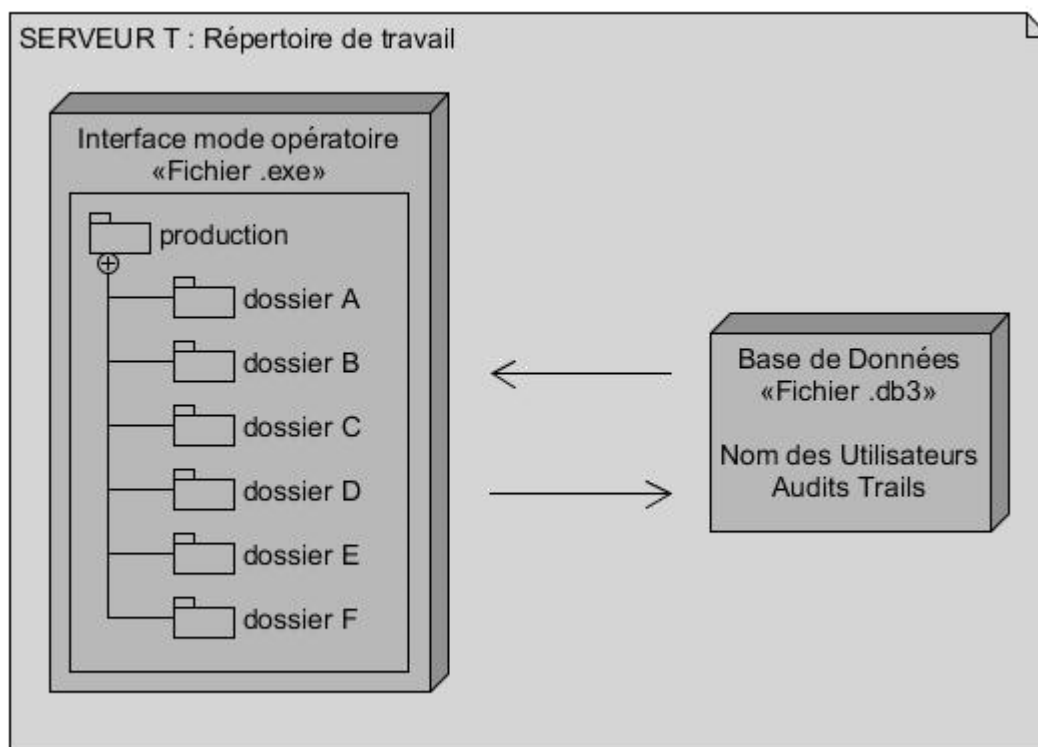 SERVEUR T : Répertoire de travail
Interface mode opératoire
«Fichier .exe»
production
dossier A
dossier B
dossier C
dossier D
dossier E
dossier F
Base de Données
«Fichier .db3»
Nom des Utilisateurs
Audits Trails